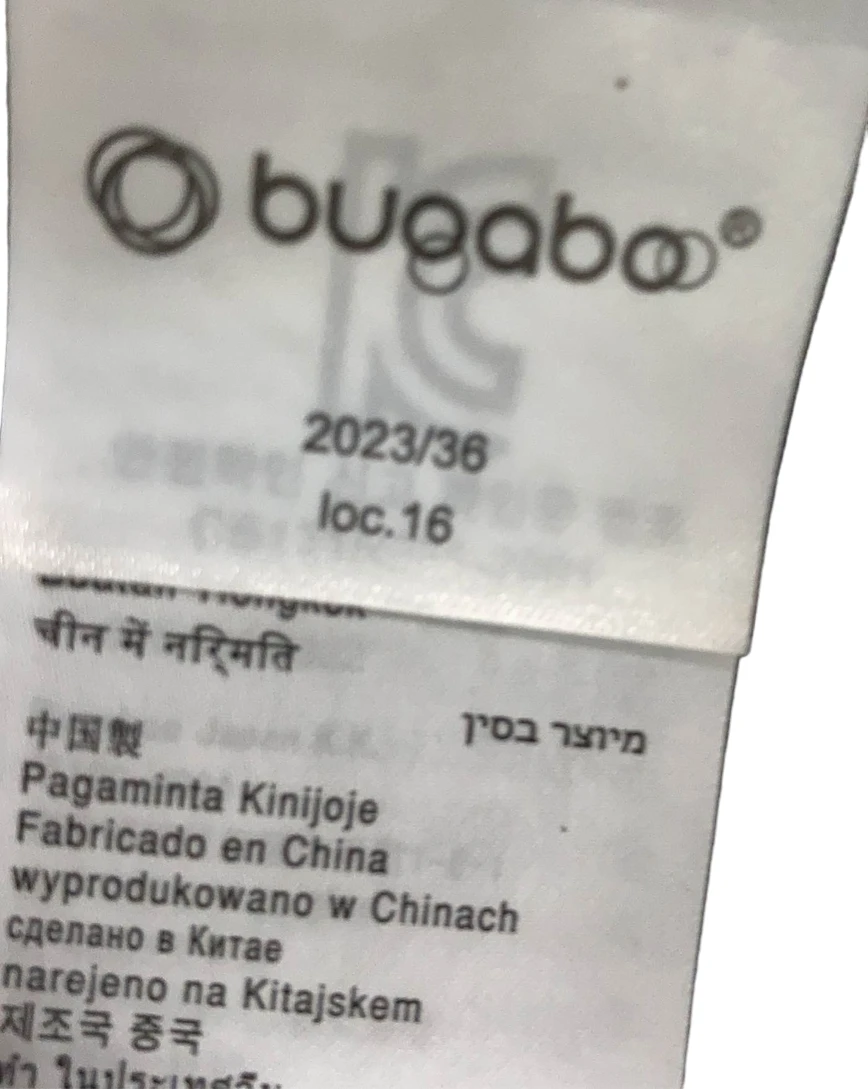 bugaboo®
2023/36
loc.16
चीन में नर्िमति
מיוצר בסין
中国製
Pagaminta Kinijoje
Fabricado en China
wyprodukowano w Chinach
сделано в Китае
narejeno na Kitajskem
제조국 중국